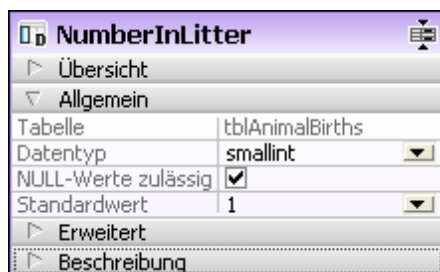 NumberInLitter
Übersicht
Allgemein
Tabelle tblAnimalBirths
Datentyp smallint
NULL-Werte zulässig
Standardwert 1
Erweitert
Beschreibung